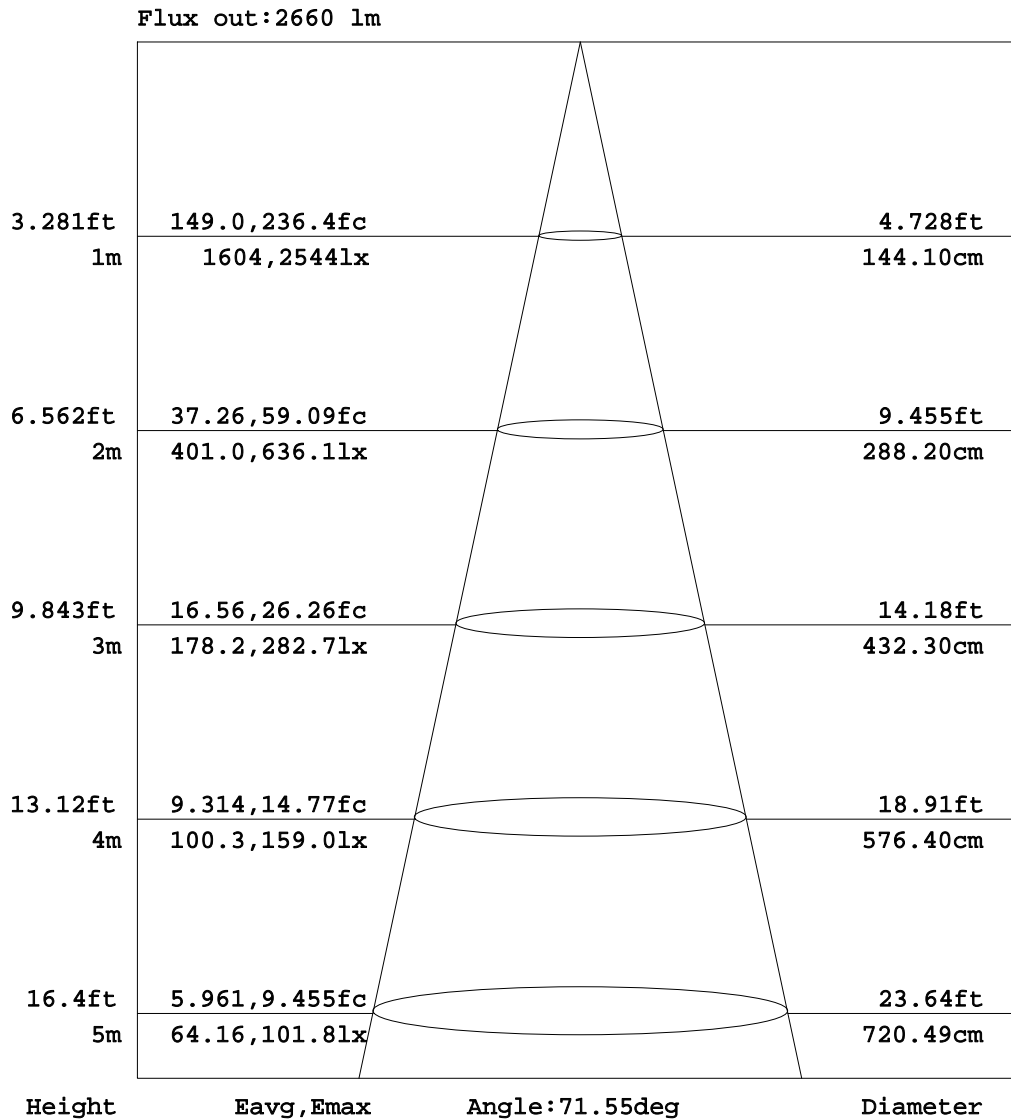 Flux out:2660 lm
3.281ft 149.0,236.4fc 4.728ft
1m 1604,2544lx 144.10cm
6.562ft 37.26,59.09fc 9.455ft
2m 401.0,636.1lx 288.20cm
9.843ft 16.56,26.26fc 14.18ft
3m 178.2,282.7lx 432.30cm
13.12ft 9.314,14.77fc 18.91ft
4m 100.3,159.0lx 576.40cm
16.4ft 5.961,9.455fc 23.64ft
5m 64.16,101.8lx 720.49cm
Height Eavg,Emax Angle:71.55deg Diameter